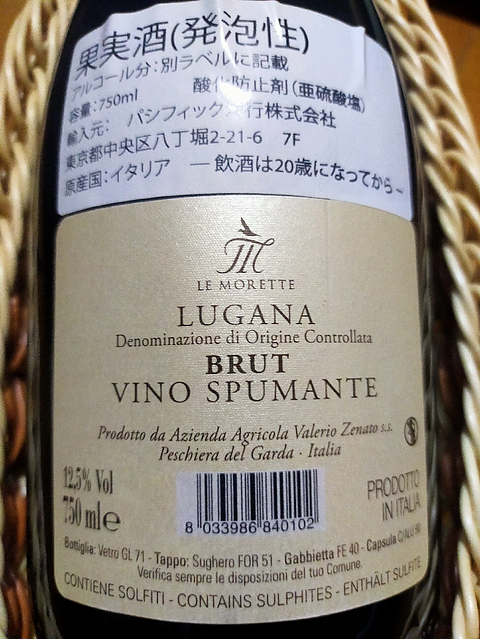 果実酒(発泡性)
アルコール分:別ラベルに記載
容量:750ml 酸化防止剤(亜硫酸塩)
輸入元: パシフィック洋行株式会社
東京都中央区八丁堀2-21-6 7F
原産国:イタリア ―飲酒は20歳になってから―
LE MORETTE
LUGANA
Denominazione di Origine Controllata
BRUT
VINO SPUMANTE
Prodotto da Azienda Agricola Valerio Zenato s.s.
Peschiera del Garda · Italia
12,5% Vol
750 ml e
8 033986 840102
PRODOTTO
IN ITALIA
Bottiglia: Vetro GL 71 - Tappo: Sughero FOR 51 - Gabbietta FE 40 - Capsula C/ALU 90
Verifica sempre le disposizioni del tuo Comune.
CONTIENE SOLFITI - CONTAINS SULPHITES - ENTHÄLT SULFITE